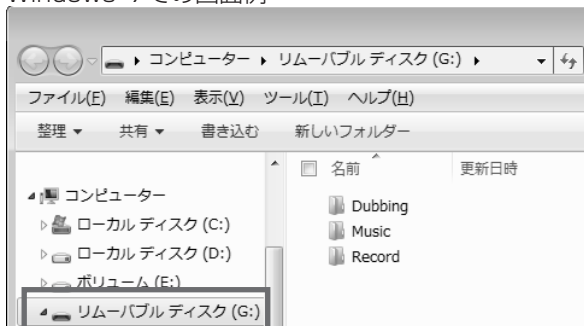 Windows 7での画面例
コンピューター ▸ リムーバブル ディスク (G:) ▸
ファイル(F) 編集(E) 表示(V) ツール(T) ヘルプ(H)
整理 ▼ 共有 ▼ 書き込む 新しいフォルダー
名前 更新日時
コンピューター
ローカル ディスク (C:)
ローカル ディスク (D:)
ボリューム (E:)
リムーバブル ディスク (G:)
Dubbing
Music
Record